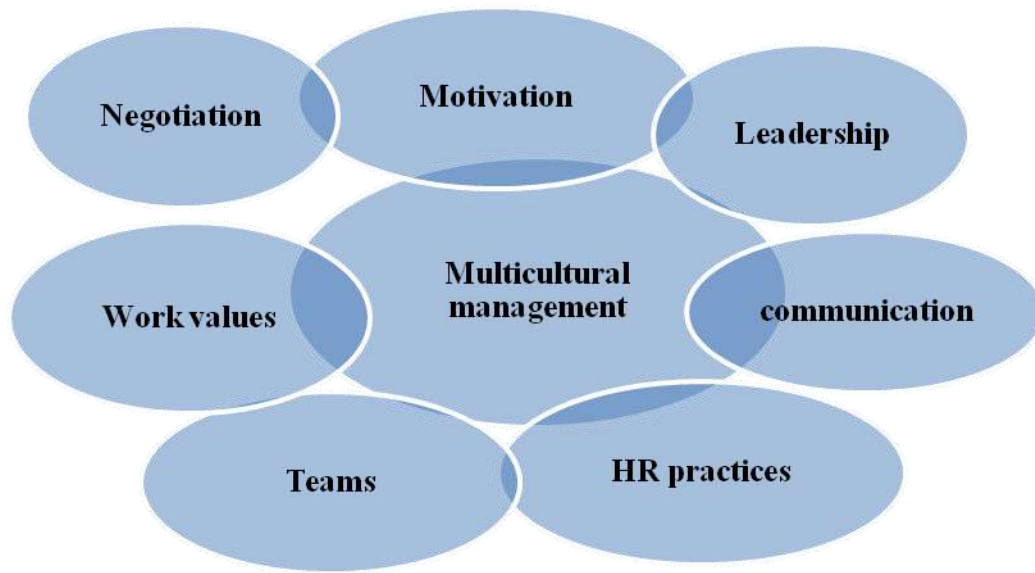 Negotiation
Motivation
Leadership
Multicultural
management
Work values
communication
Teams
HR practices